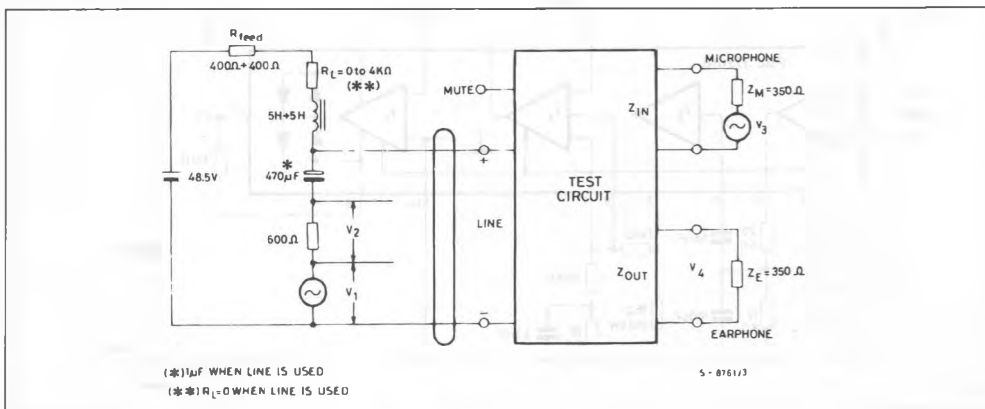 Rfeed
400Ω+400Ω
RL=0 to 4KΩ
(**)
5H+5H
*
470µF
48.5V
600Ω
V2
V1
MUTE
+
LINE
−
TEST
CIRCUIT
ZIN
ZOUT
MICROPHONE
ZM=350Ω
V3
V4
ZE=350Ω
EARPHONE
(*)1µF WHEN LINE IS USED
(**)RL=0 WHEN LINE IS USED
S-8761/3